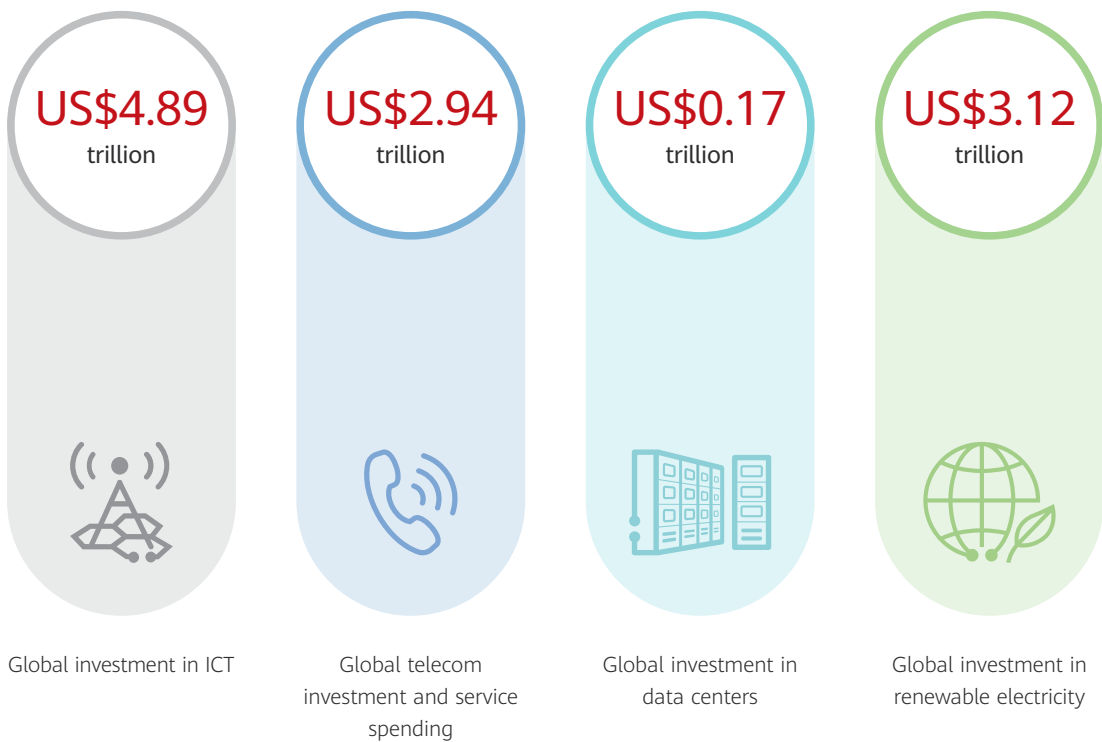 US$4.89
trillion
US$2.94
trillion
US$0.17
trillion
US$3.12
trillion
Global investment in ICT
Global telecom
investment and service
spending
Global investment in
data centers
Global investment in
renewable electricity